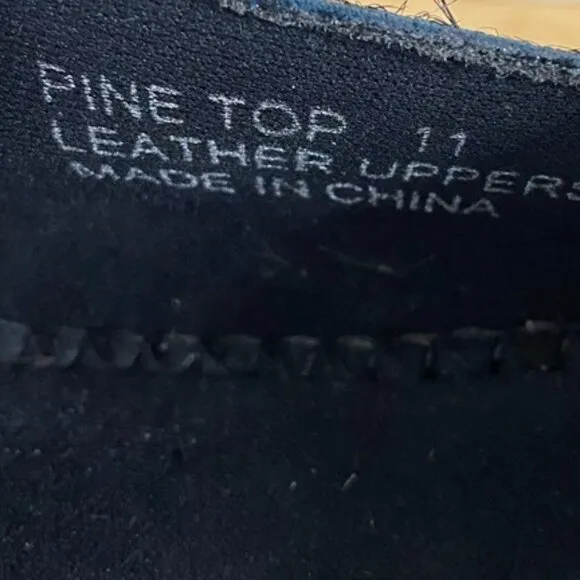 PINE TOP 11
LEATHER UPPERS
MADE IN CHINA